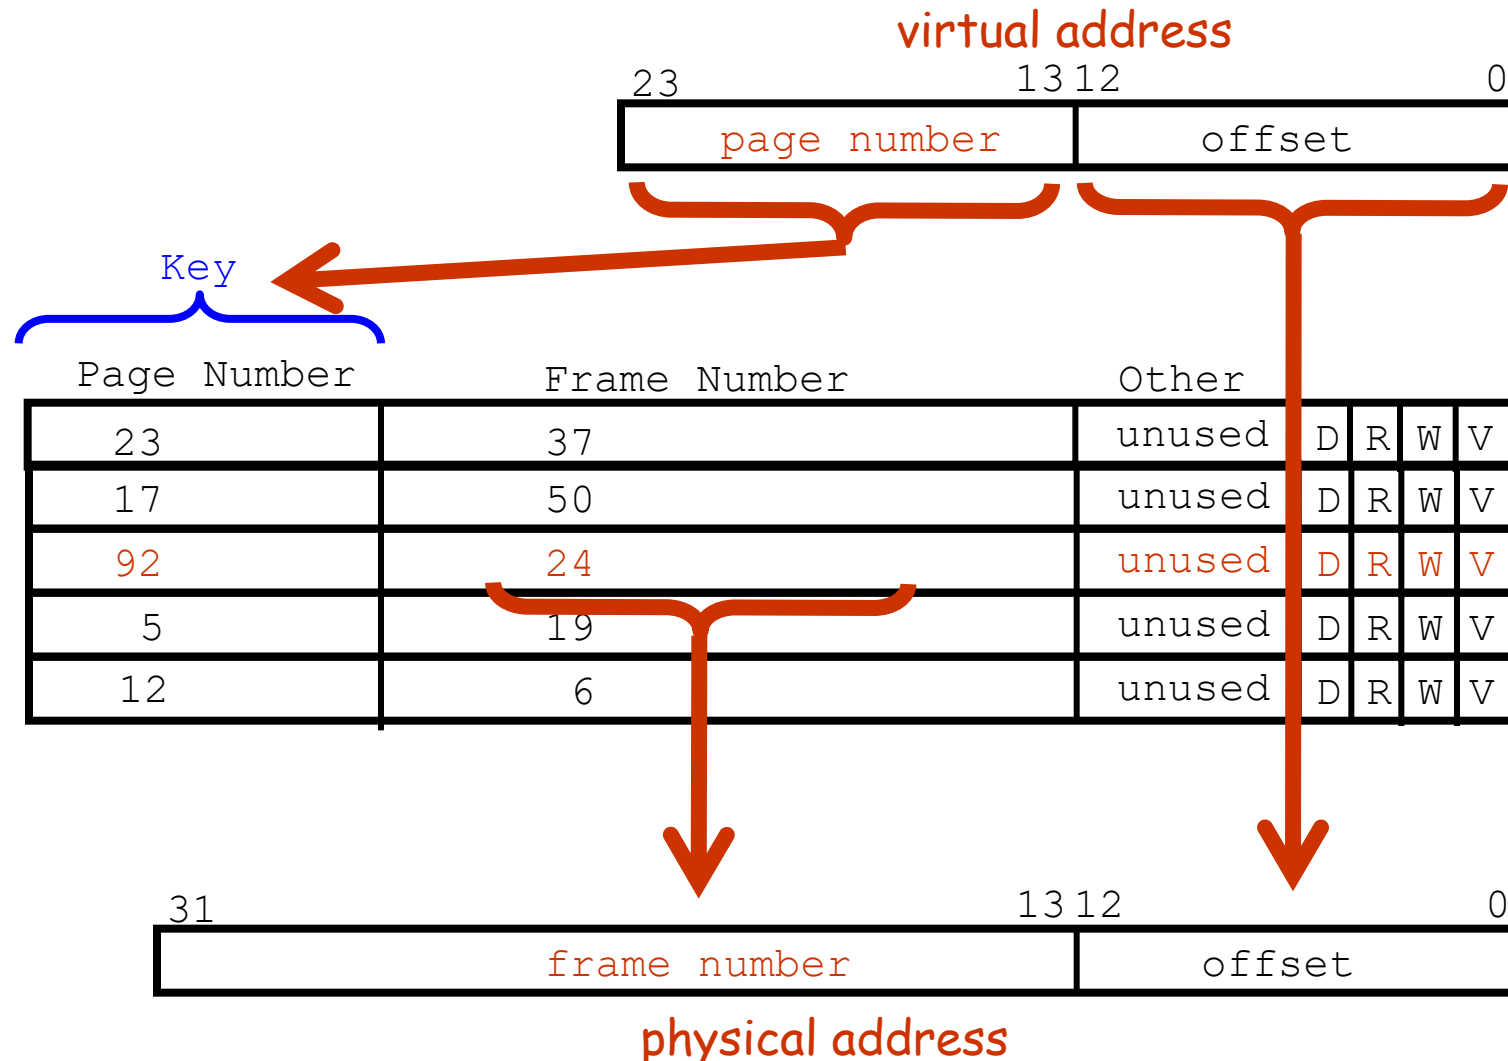 virtual address
23 13 12 0
page number offset
Key
Page Number Frame Number Other
23 37 unused D R W V
17 50 unused D R W V
92 24 unused D R W V
5 19 unused D R W V
12 6 unused D R W V
31 13 12 0
frame number offset
physical address